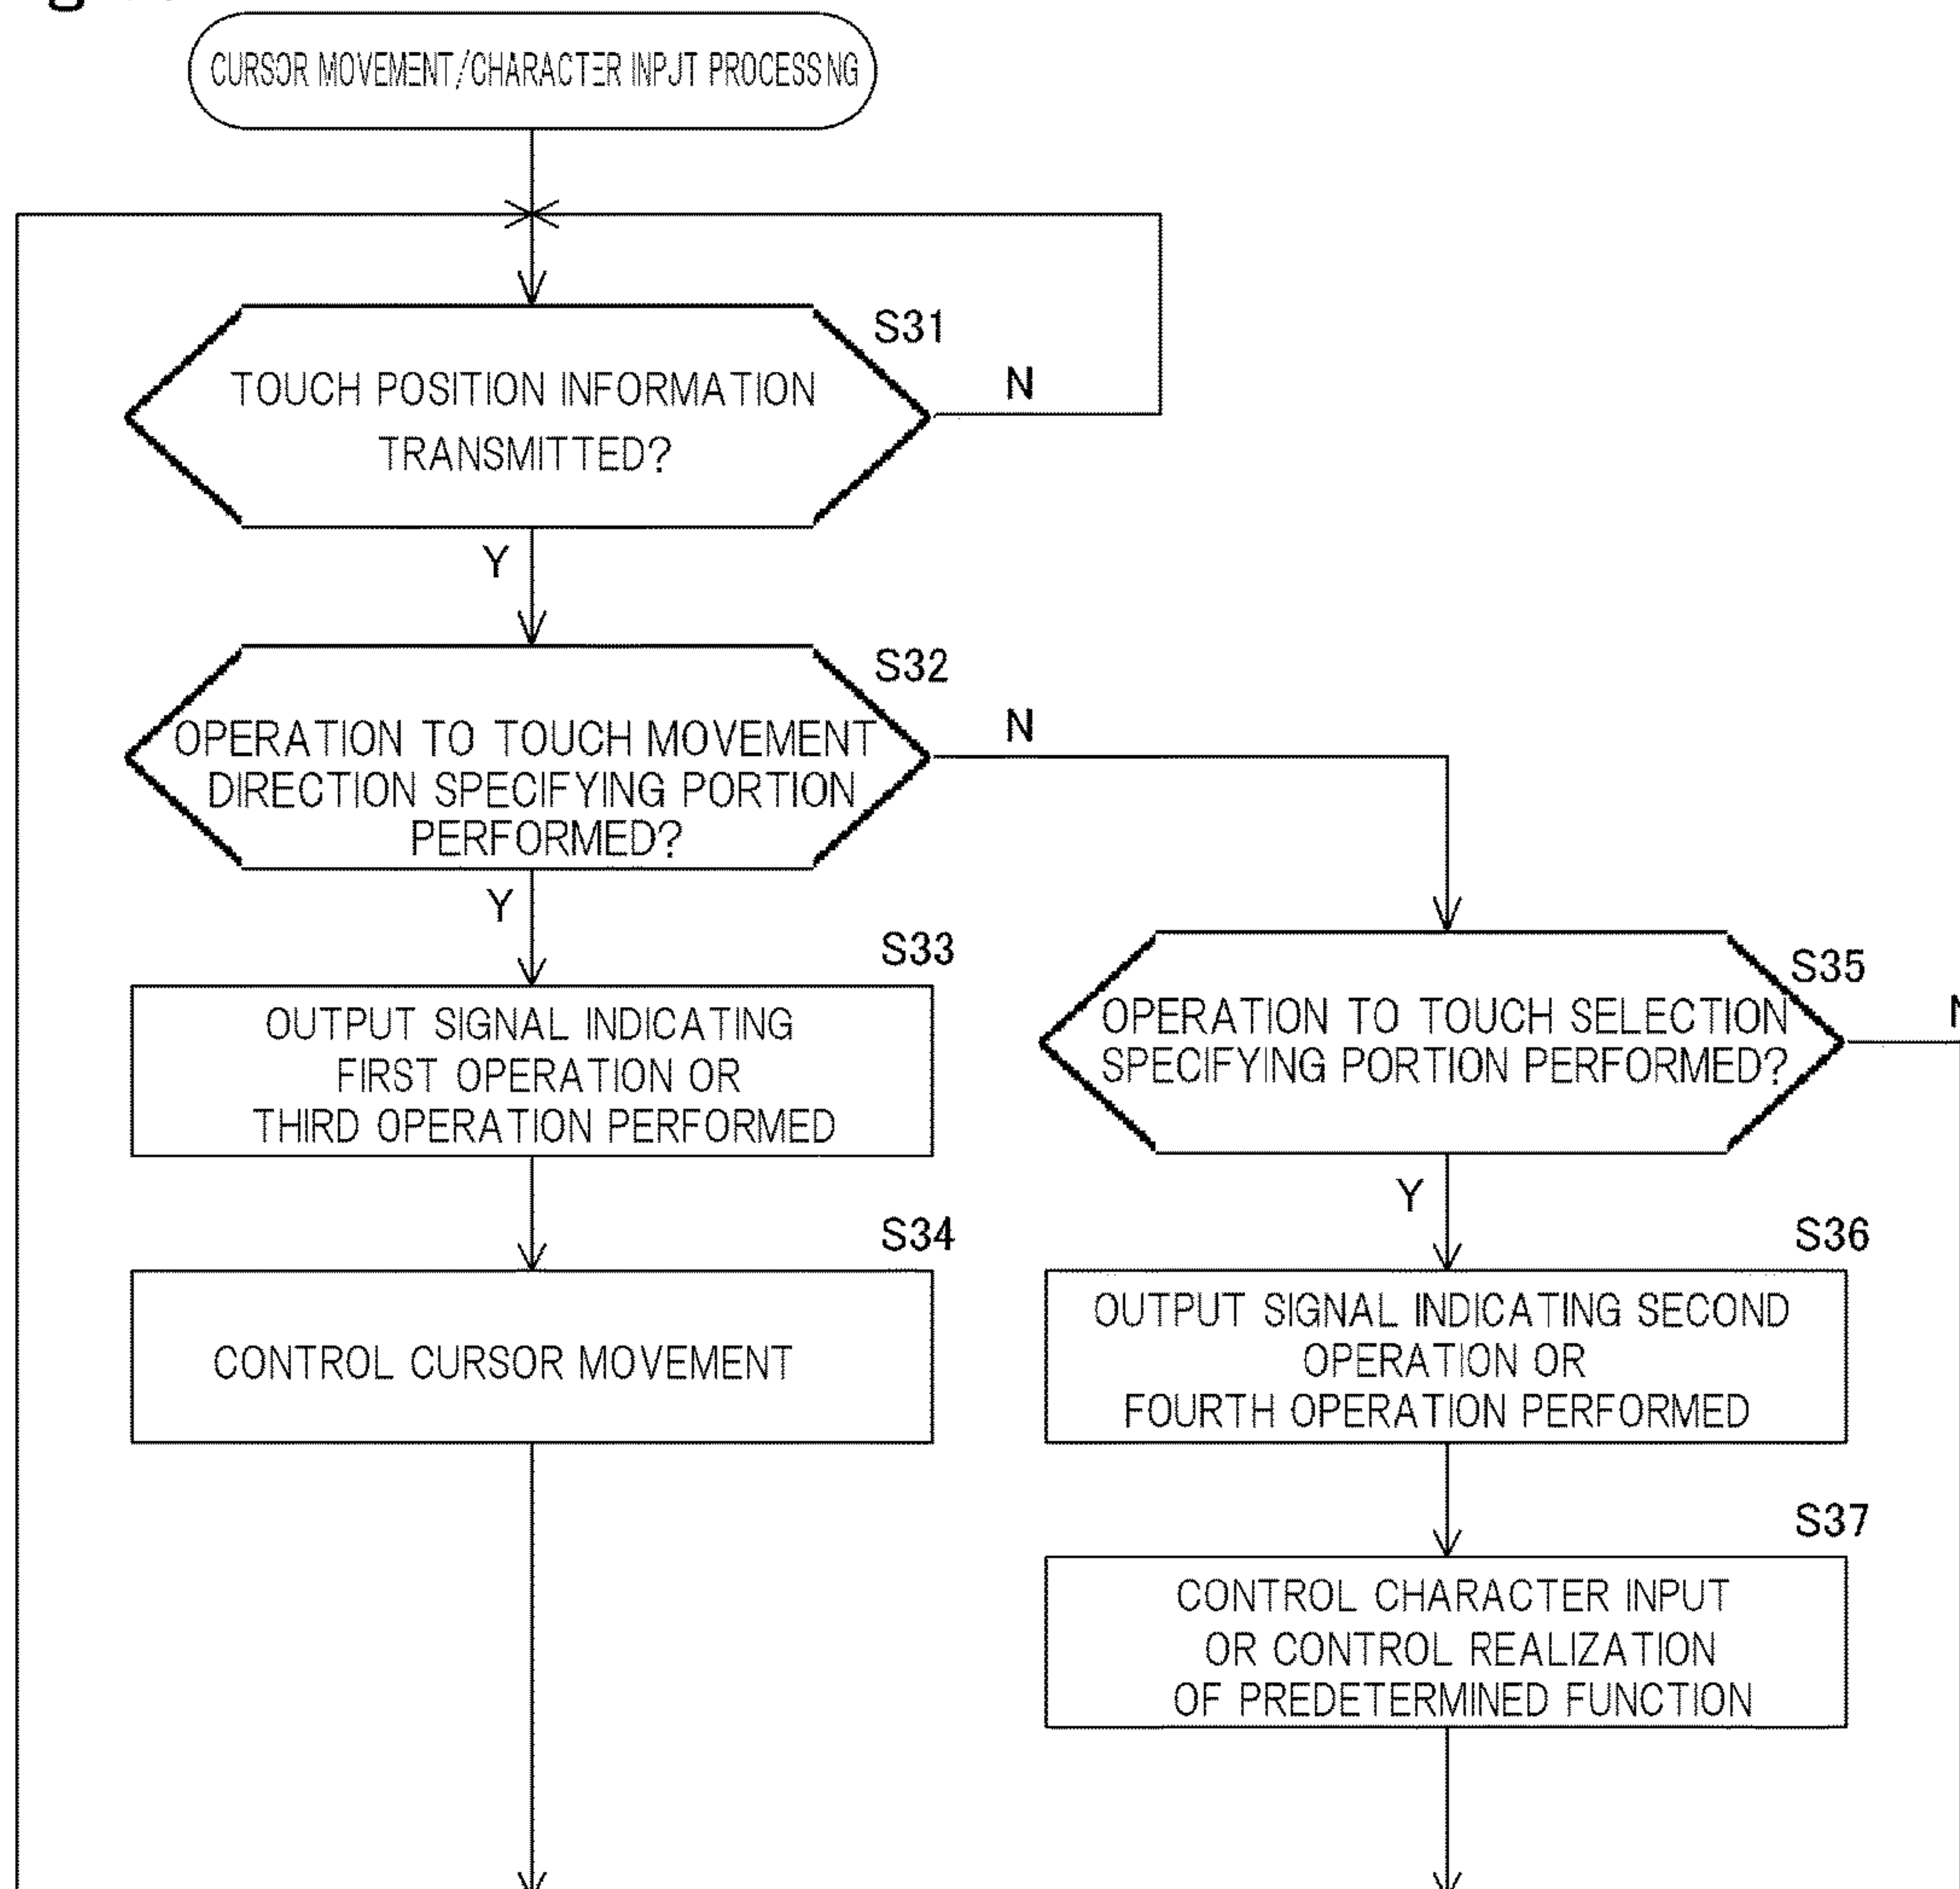 CURSOR MOVEMENT/CHARACTER INPUT PROCESSNG
S31
TOUCH POSITION INFORMATION
TRANSMITTED?
N
Y
S32
OPERATION TO TOUCH MOVEMENT
DIRECTION SPECIFYING PORTION
PERFORMED?
N
Y
S33
OUTPUT SIGNAL INDICATING
FIRST OPERATION OR
THIRD OPERATION PERFORMED
S35
OPERATION TO TOUCH SELECTION
SPECIFYING PORTION PERFORMED?
N
Y
S34
CONTROL CURSOR MOVEMENT
S36
OUTPUT SIGNAL INDICATING SECOND
OPERATION OR
FOURTH OPERATION PERFORMED
S37
CONTROL CHARACTER INPUT
OR CONTROL REALIZATION
OF PREDETERMINED FUNCTION